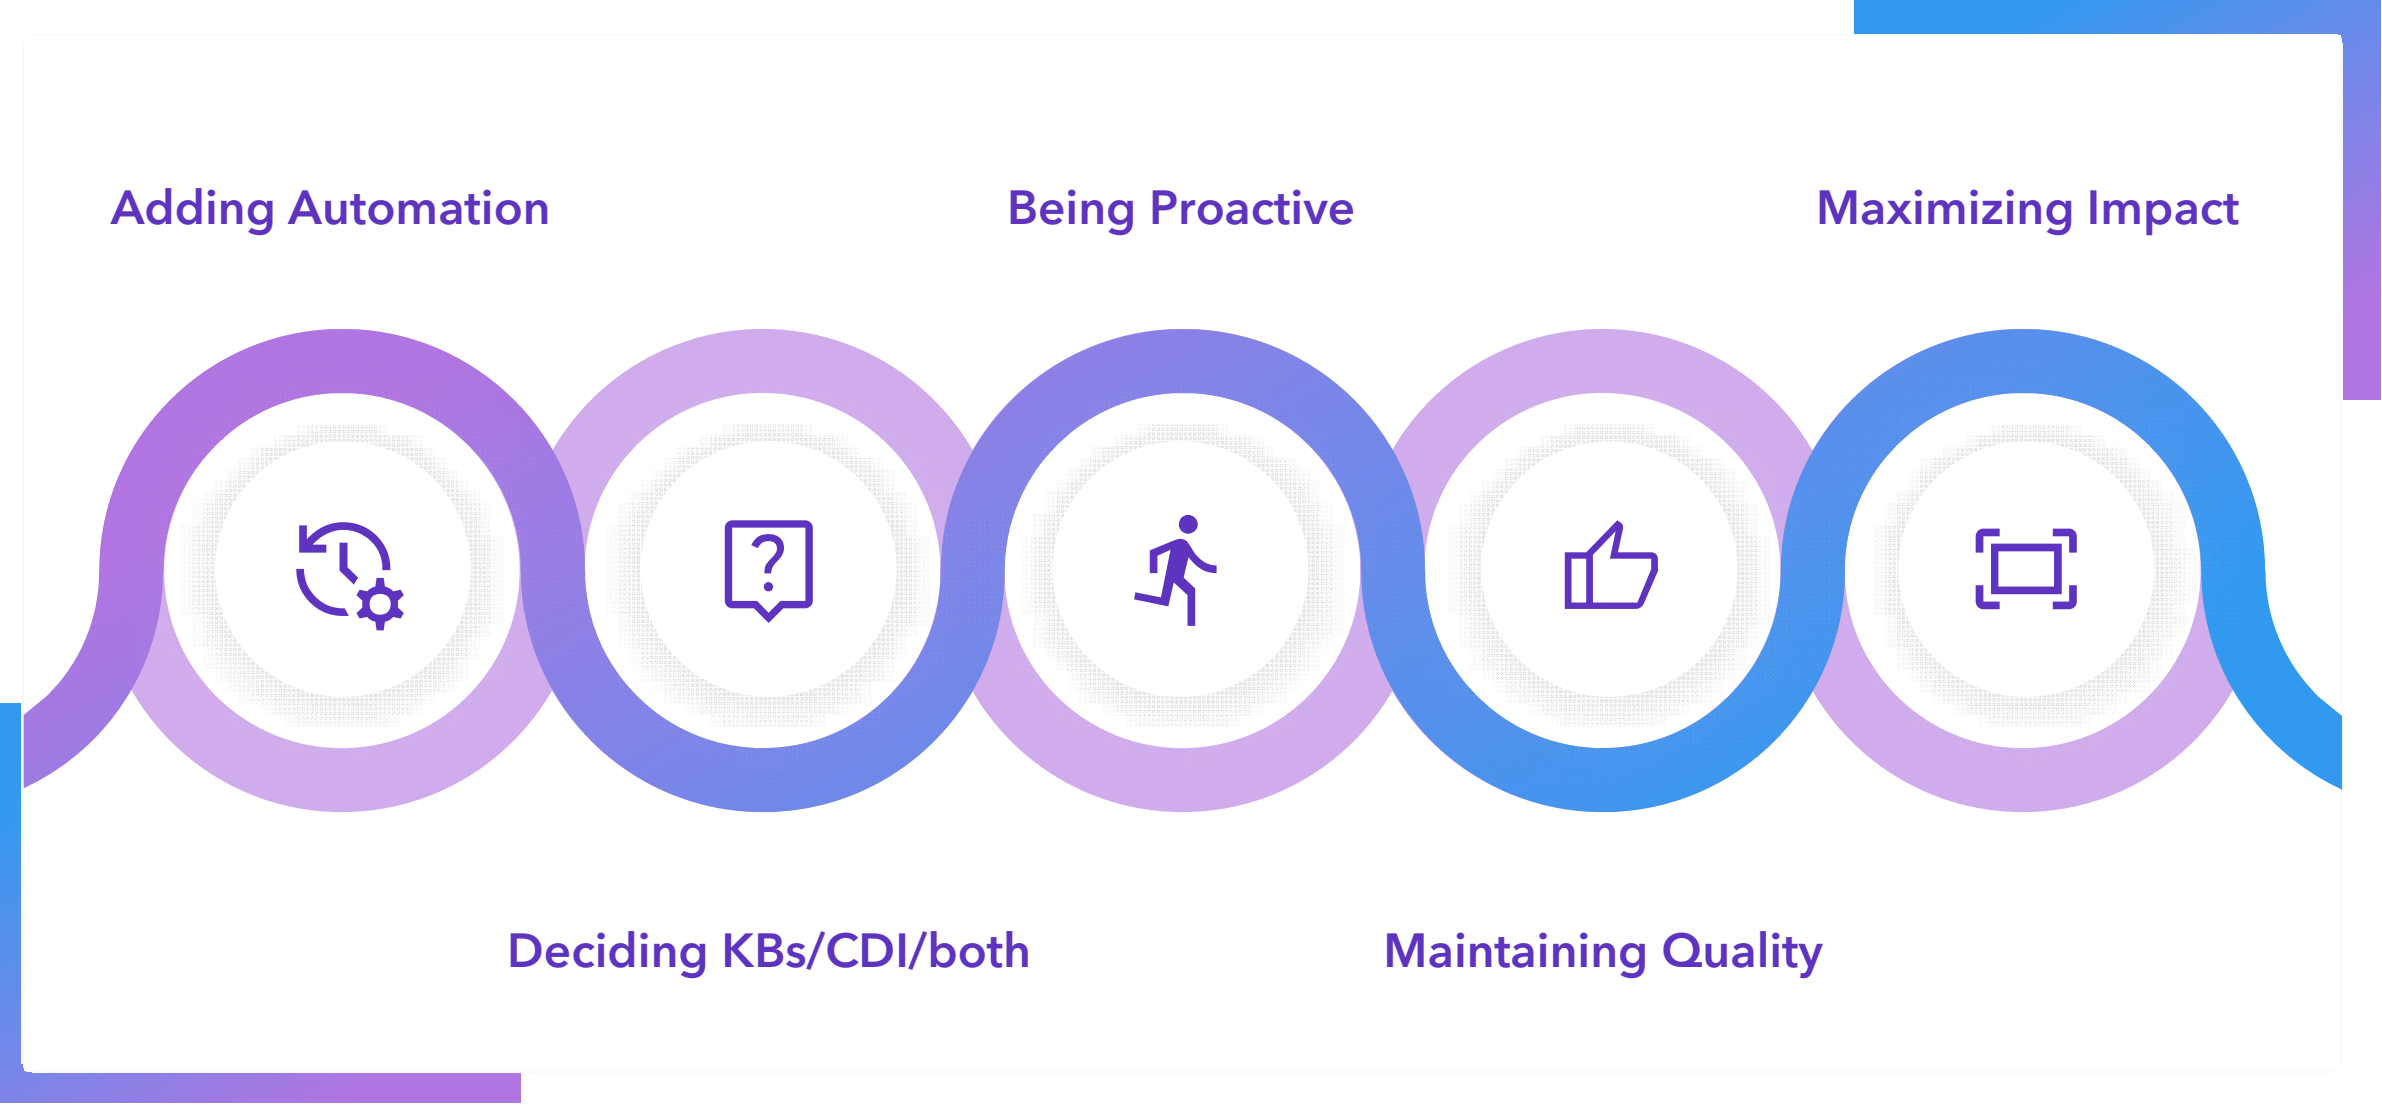 Adding Automation
Being Proactive
Maximizing Impact
Deciding KBs/CDI/both
Maintaining Quality